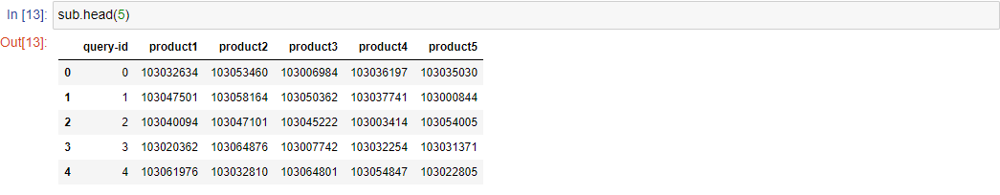 In [13]: sub.head(5)
Out[13]:
query-id product1 product2 product3 product4 product5
0 0 103032634 103053460 103006984 103036197 103035030
1 1 103047501 103058164 103050362 103037741 103000844
2 2 103040094 103047101 103045222 103003414 103054005
3 3 103020362 103064876 103007742 103032254 103031371
4 4 103061976 103032810 103064801 103054847 103022805